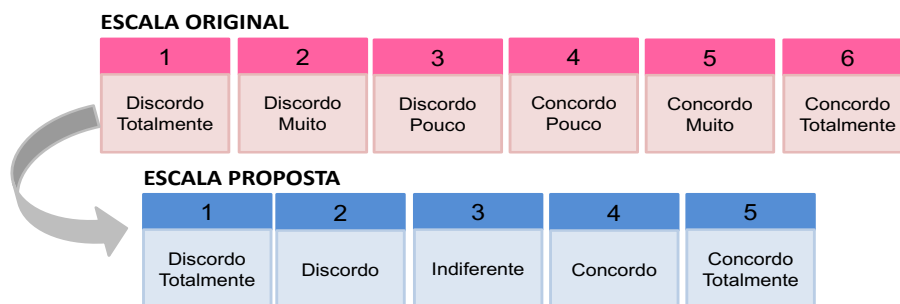 ESCALA ORIGINAL
1 2 3 4 5 6
Discordo Totalmente
Discordo Muito
Discordo Pouco
Concordo Pouco
Concordo Muito
Concordo Totalmente
ESCALA PROPOSTA
1 2 3 4 5
Discordo Totalmente
Discordo
Indiferente
Concordo
Concordo Totalmente